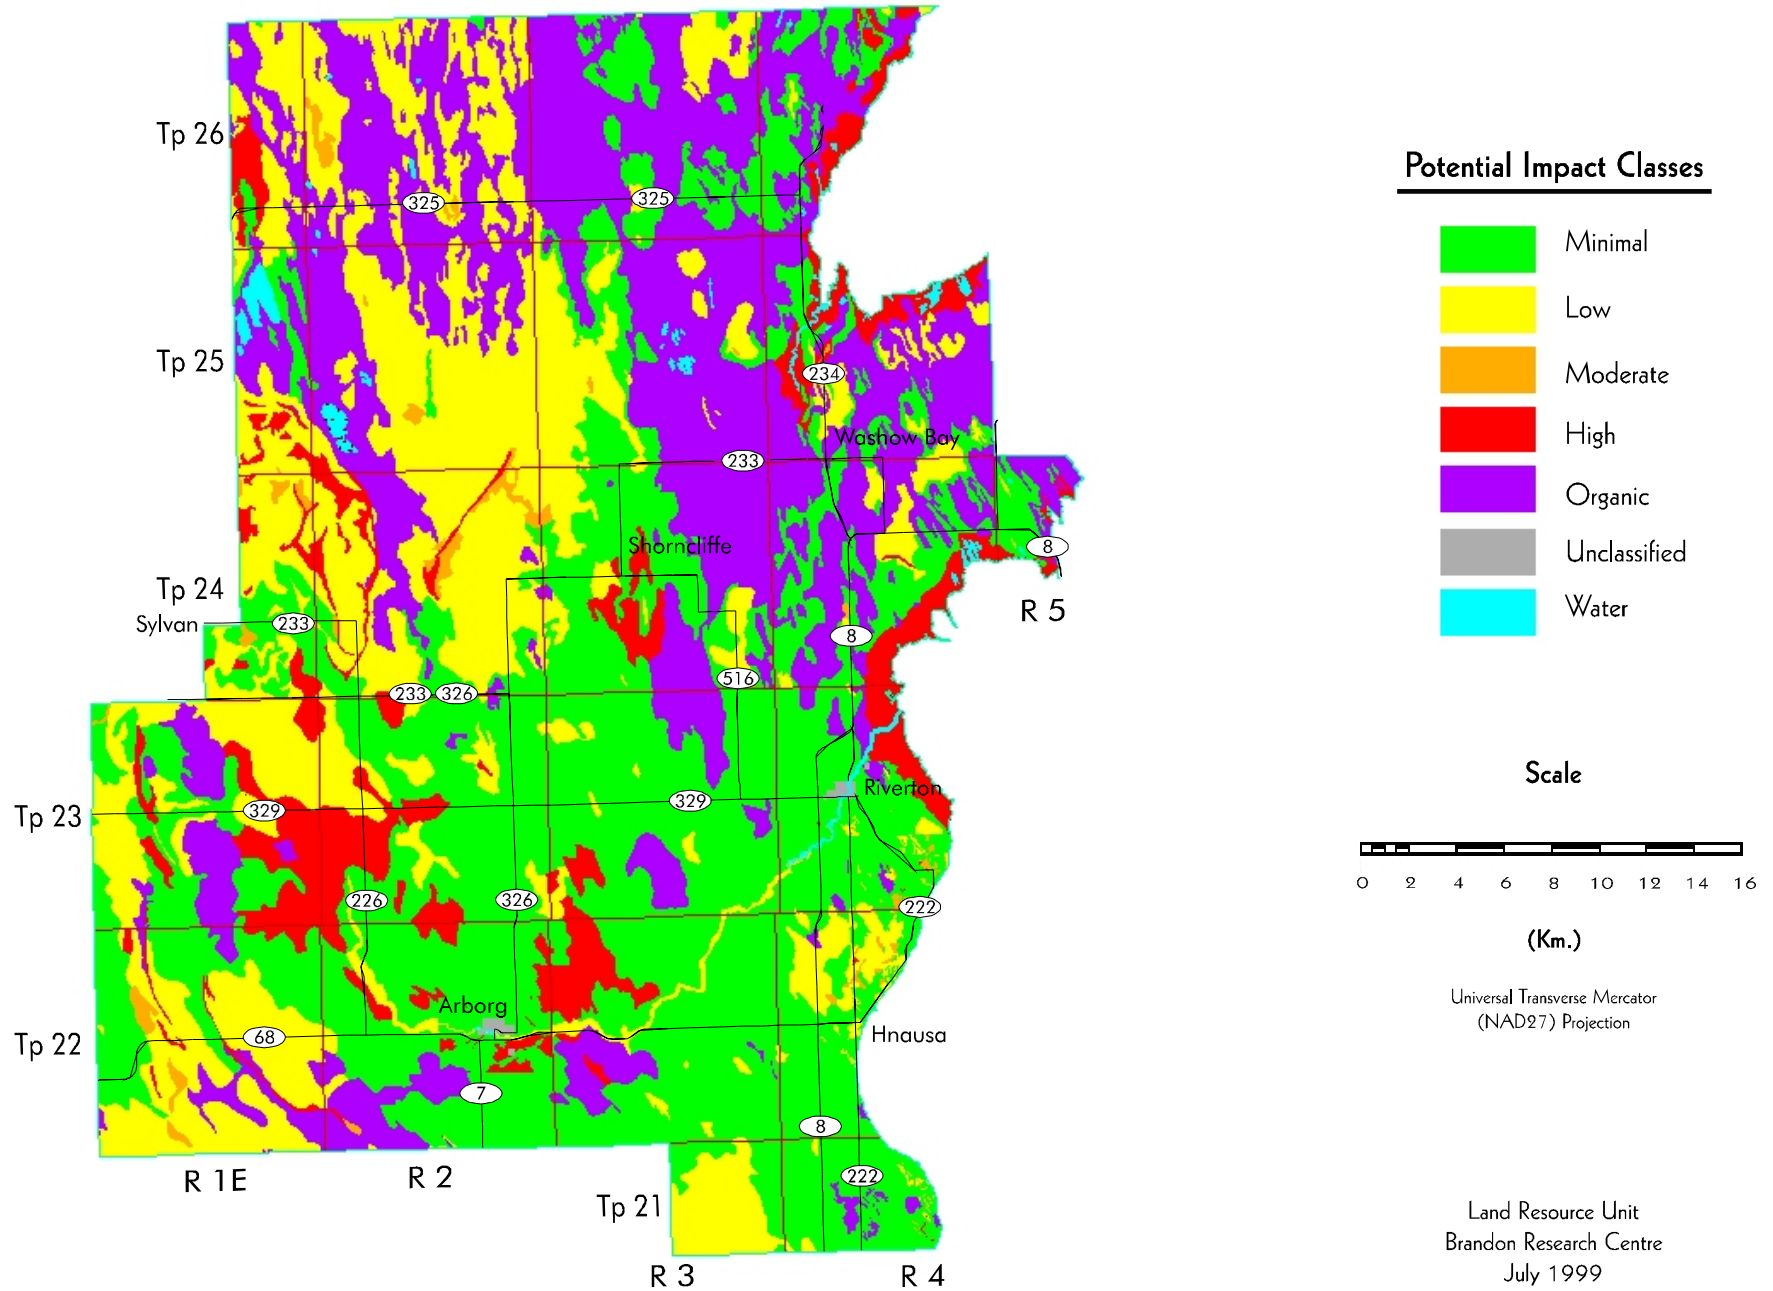 Tp 26
325
325
Tp 25
234
Washow Bay
233
Shorncliffe
8
Tp 24
R 5
Sylvan
233
8
516
233
326
Riverton
329
329
Tp 23
226
326
222
Arborg
Hnausa
68
Tp 22
7
8
R 1E
R 2
222
Tp 21
R 3
R 4
Potential Impact Classes
Minimal
Low
Moderate
High
Organic
Unclassified
Water
Scale
0 2 4 6 8 10 12 14 16
(Km.)
Universal Transverse Mercator
(NAD27) Projection
Land Resource Unit
Brandon Research Centre
July 1999